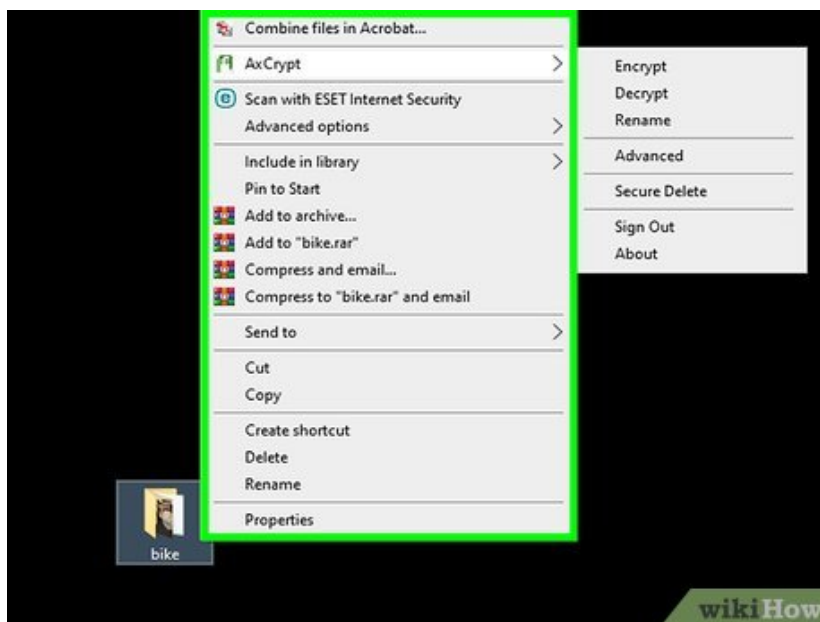 Combine files in Acrobat...
AxCrypt
Scan with ESET Internet Security
Advanced options
Include in library
Pin to Start
Add to archive...
Add to "bike.rar"
Compress and email...
Compress to "bike.rar" and email
Send to
Cut
Copy
Create shortcut
Delete
Rename
Properties
Encrypt
Decrypt
Rename
Advanced
Secure Delete
Sign Out
About
bike
wikiHow